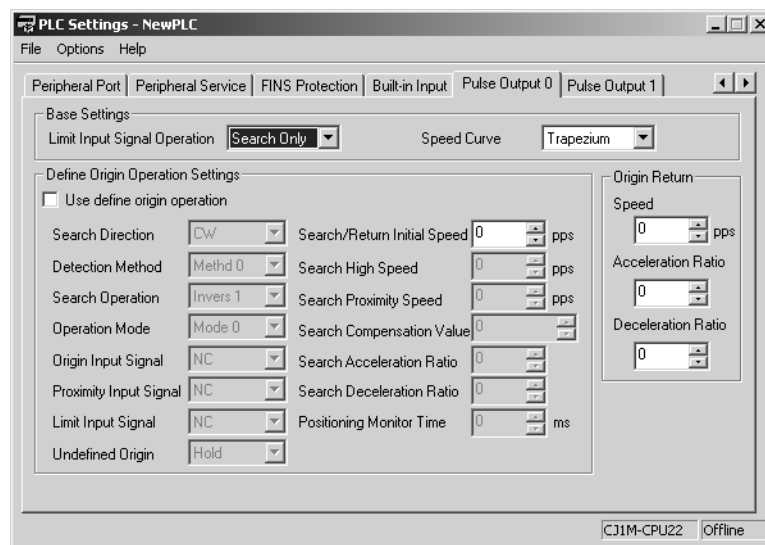 PLC Settings - NewPLC
File Options Help
Peripheral Port Peripheral Service FINS Protection Built-in Input Pulse Output 0 Pulse Output 1
Base Settings
Limit Input Signal Operation Search Only Speed Curve Trapezium
Define Origin Operation Settings
Use define origin operation
Search Direction CW Search/Return Initial Speed 0 pps
Detection Method Methd 0 Search High Speed 0 pps
Search Operation Invers 1 Search Proximity Speed 0 pps
Operation Mode Mode 0 Search Compensation Value 0
Origin Input Signal NC Search Acceleration Ratio 0
Proximity Input Signal NC Search Deceleration Ratio 0
Limit Input Signal NC Positioning Monitor Time 0 ms
Undefined Origin Hold
Origin Return
Speed
0 pps
Acceleration Ratio
0
Deceleration Ratio
0
CJ1M-CPU22 Offline